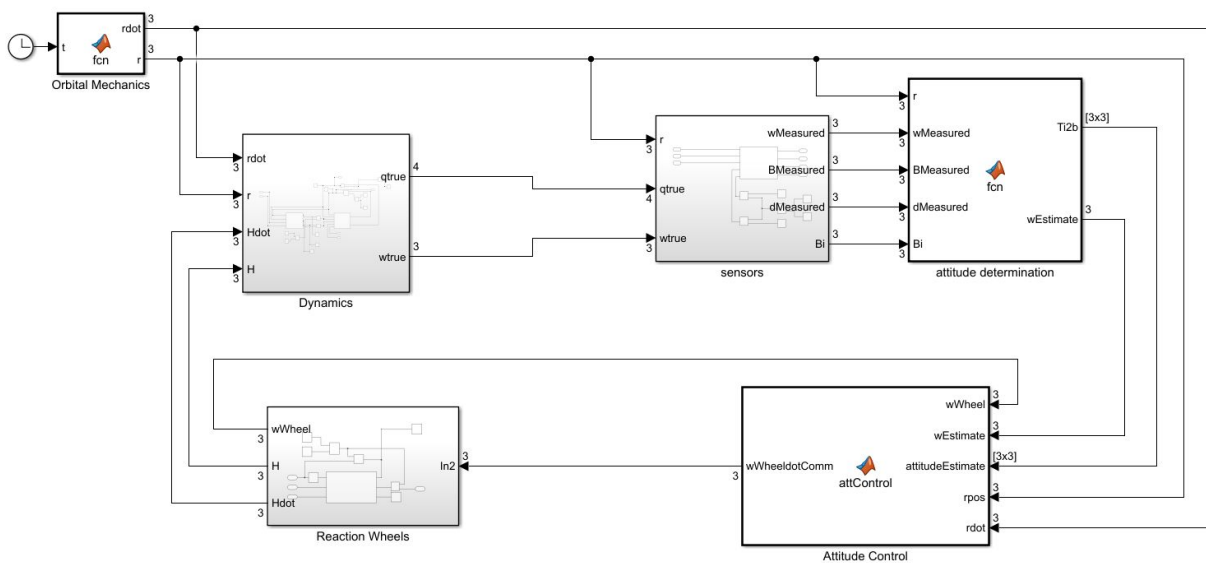 rdot 3
t
fcn
3
r
Orbital Mechanics
r
3
[3x3]
Ti2b
wMeasured
3
BMeasured
3
fcn
dMeasured
3
3
wEstimate
Bi
3
attitude determination
r
3
wMeasured 3
BMeasured 3
qtrue
4
dMeasured 3
wtrue
3
Bi 3
sensors
rdot
3
4
qtrue
r
3
Hdot
3
3
wtrue
H
3
Dynamics
wWheel
3
H
3
Hdot
3
3
In2
Reaction Wheels
3
wWheel
3
wEstimate
[3x3]
attitudeEstimate
wWheeldotComm
3
attControl
3
rpos
3
rdot
Attitude Control